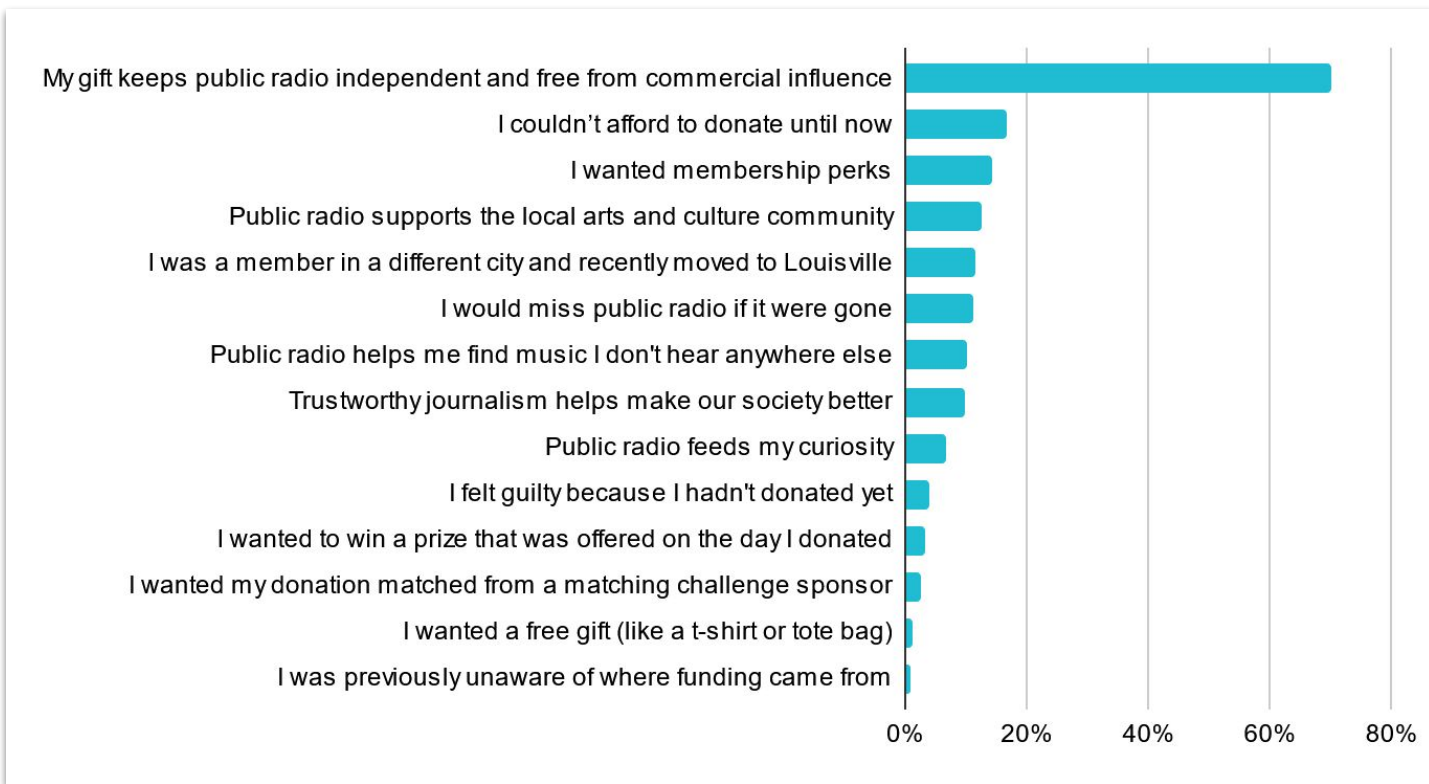 My gift keeps public radio independent and free from commercial influence
I couldn’t afford to donate until now
I wanted membership perks
Public radio supports the local arts and culture community
I was a member in a different city and recently moved to Louisville
I would miss public radio if it were gone
Public radio helps me find music I don't hear anywhere else
Trustworthy journalism helps make our society better
Public radio feeds my curiosity
I felt guilty because I hadn't donated yet
I wanted to win a prize that was offered on the day I donated
I wanted my donation matched from a matching challenge sponsor
I wanted a free gift (like a t-shirt or tote bag)
I was previously unaware of where funding came from
0% 20% 40% 60% 80%